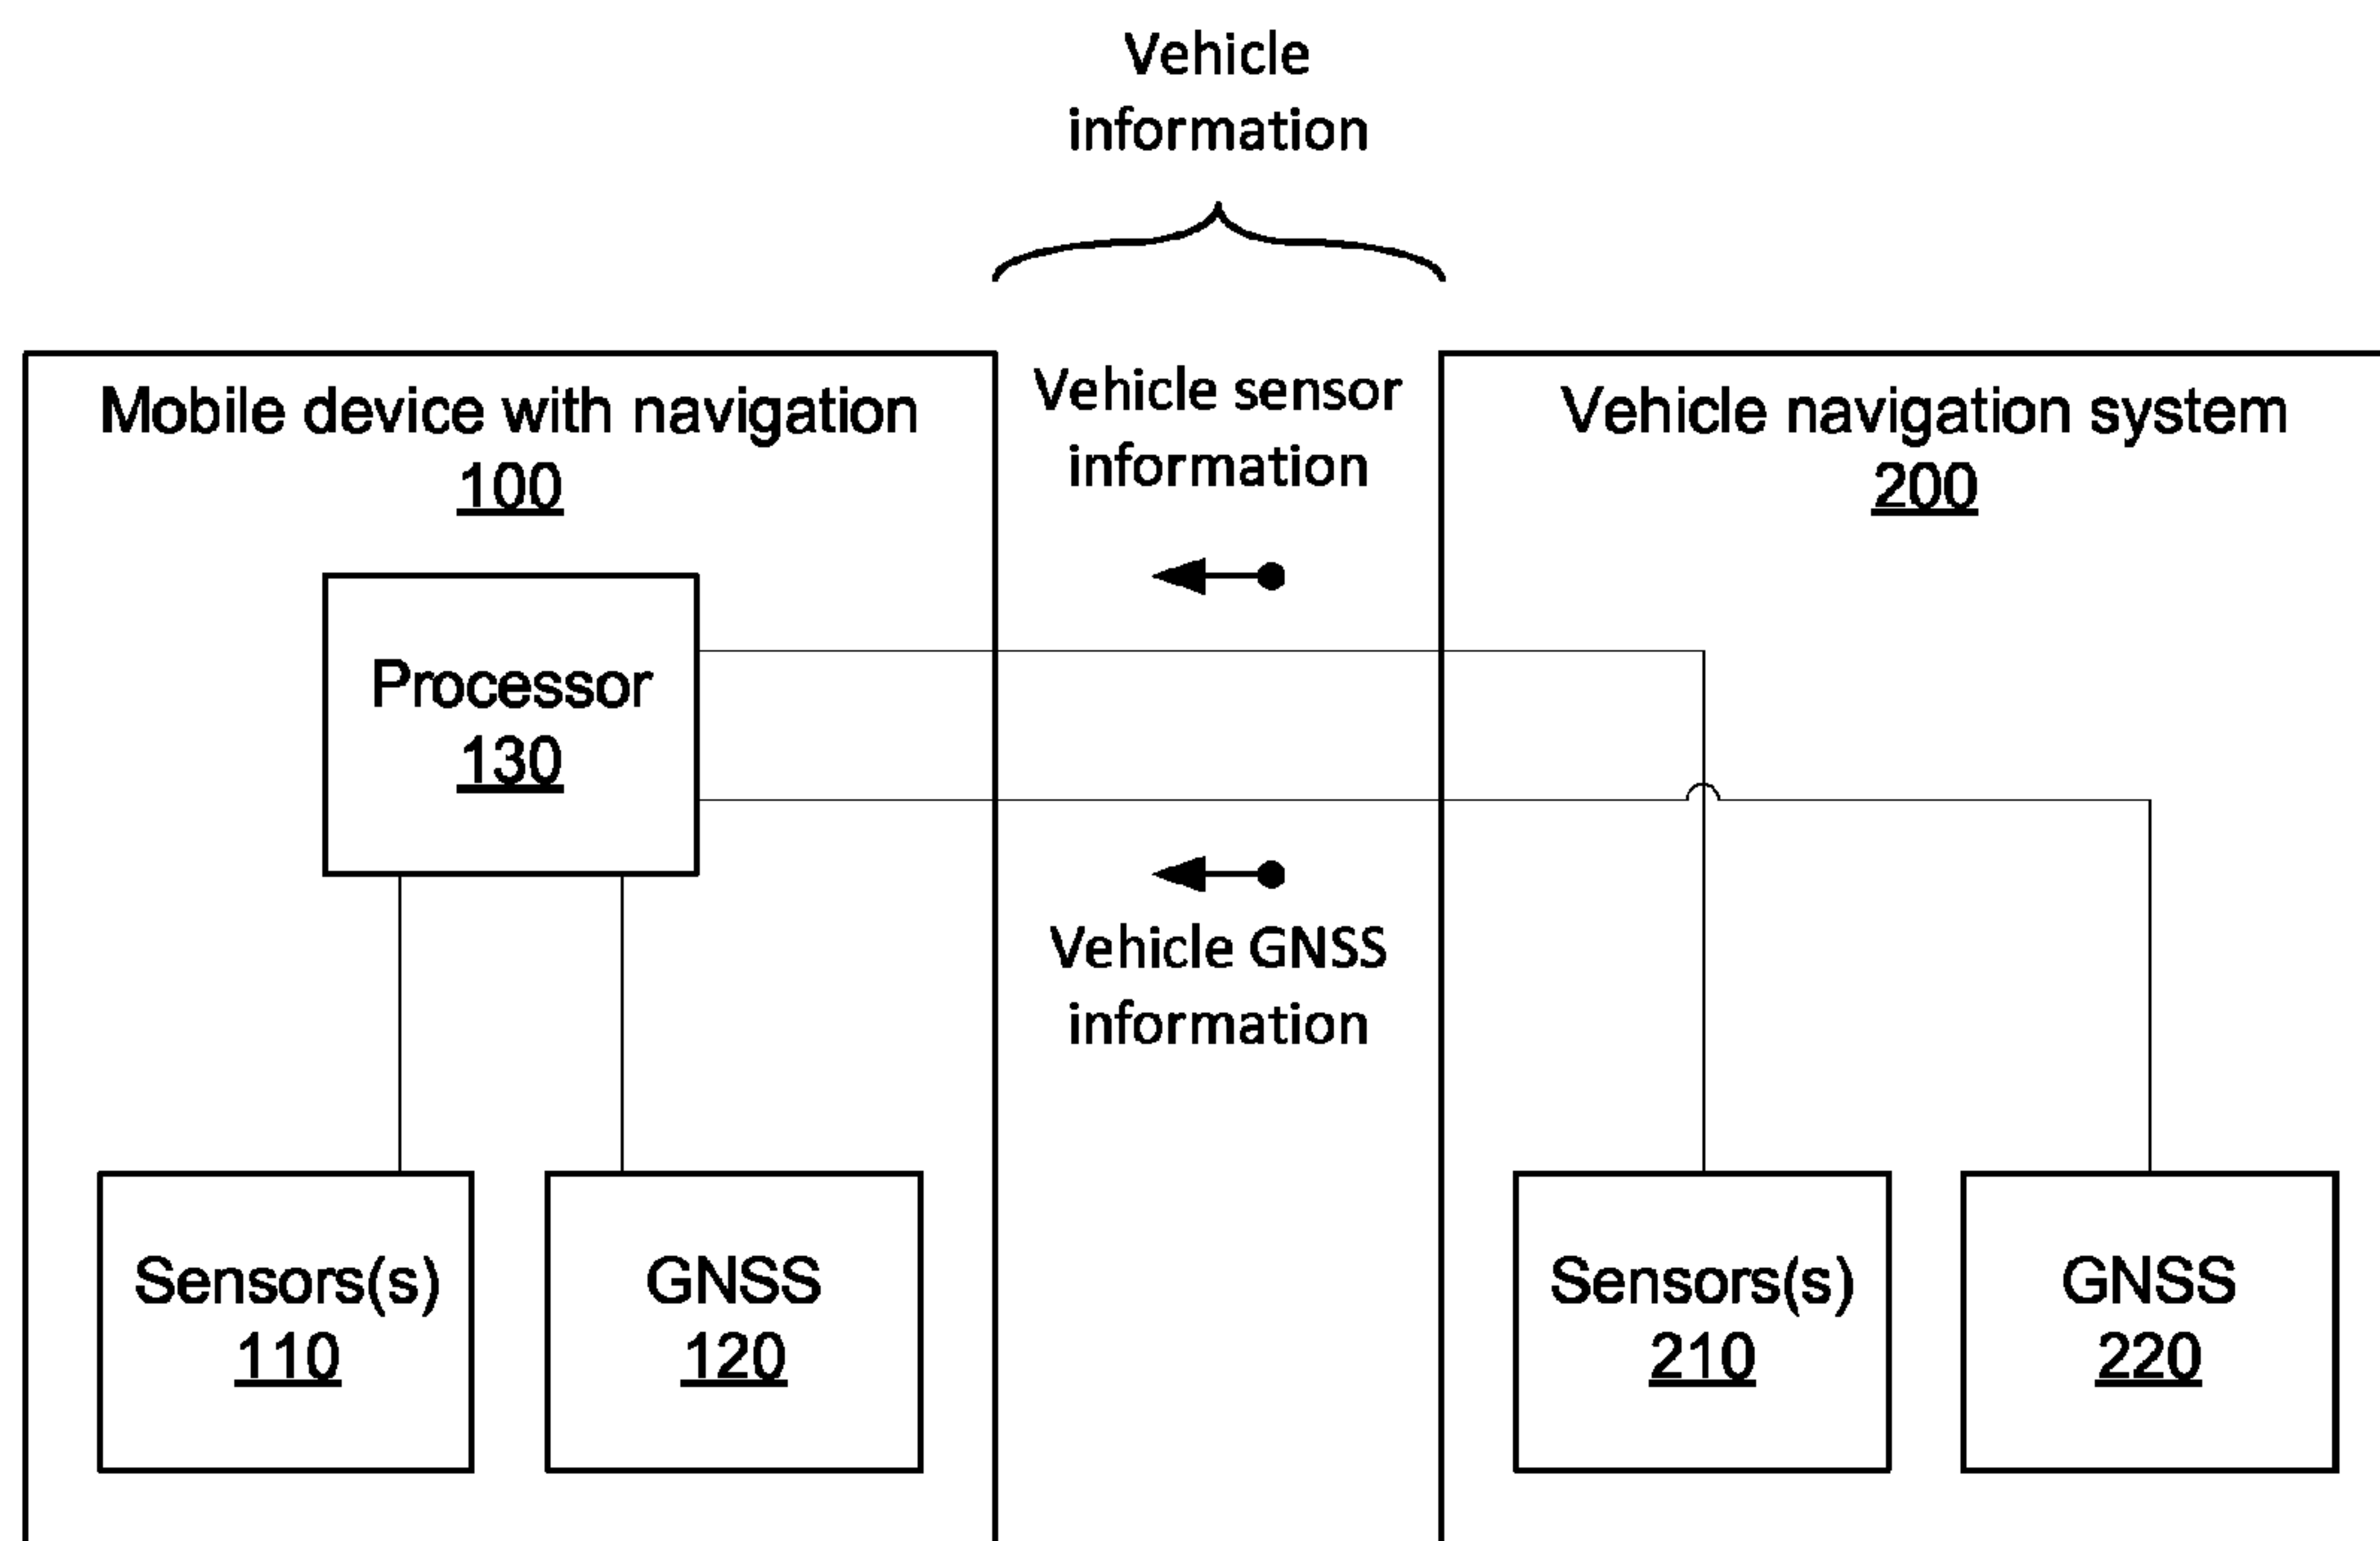 Vehicle
information
Mobile device with navigation
100
Vehicle sensor
information
Vehicle navigation system
200
Processor
130
Vehicle GNSS
information
Sensors(s)
110
GNSS
120
Sensors(s)
210
GNSS
220